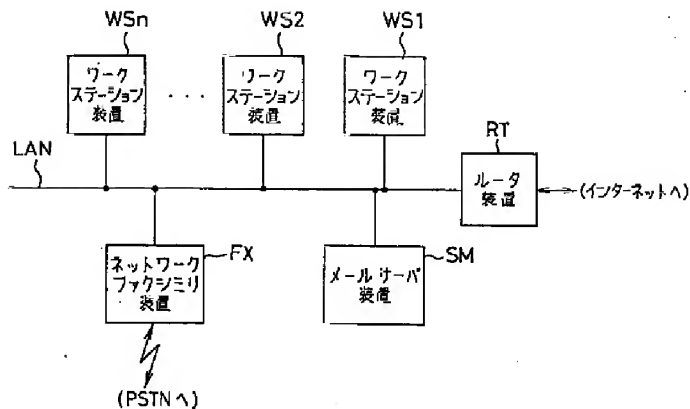 WSn
WS2
WS1
ワーク
ステーション
装置
・・・
ワーク
ステーション
装置
ワーク
ステーション
装置
RT
LAN
ルータ
装置
(インターネットへ)
ネットワーク
ファクシミリ
装置
FX
メールサーバ
装置
SM
(PSTNへ)